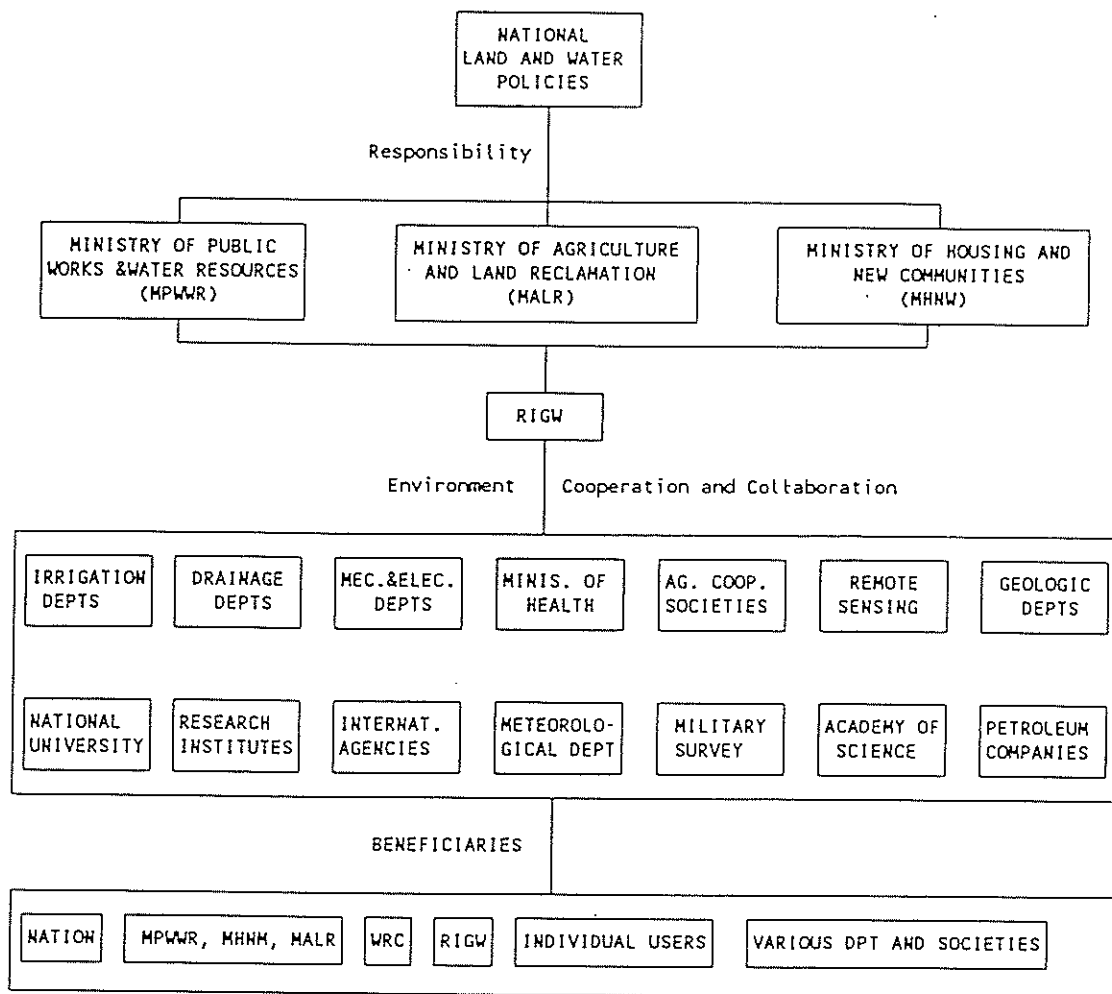 NATIONAL
LAND AND WATER
POLICIES
Responsibility
MINISTRY OF PUBLIC
WORKS &WATER RESOURCES
(MPWWR)
MINISTRY OF AGRICULTURE
AND LAND RECLAMATION
(MALR)
MINISTRY OF HOUSING AND
NEW COMMUNITIES
(MHNW)
RIGW
Environment
Cooperation and Collaboration
IRRIGATION
DEPTS
DRAINAGE
DEPTS
MEC.&ELEC.
DEPTS
MINIS. OF
HEALTH
AG. COOP.
SOCIETIES
REMOTE
SENSING
GEOLOGIC
DEPTS
NATIONAL
UNIVERSITY
RESEARCH
INSTITUTES
INTERNAT.
AGENCIES
METEOROLO-
GICAL DEPT
MILITARY
SURVEY
ACADEMY OF
SCIENCE
PETROLEUM
COMPANIES
BENEFICIARIES
NATION
MPWWR, MHNM, MALR
WRC
RIGW
INDIVIDUAL USERS
VARIOUS DPT AND SOCIETIES